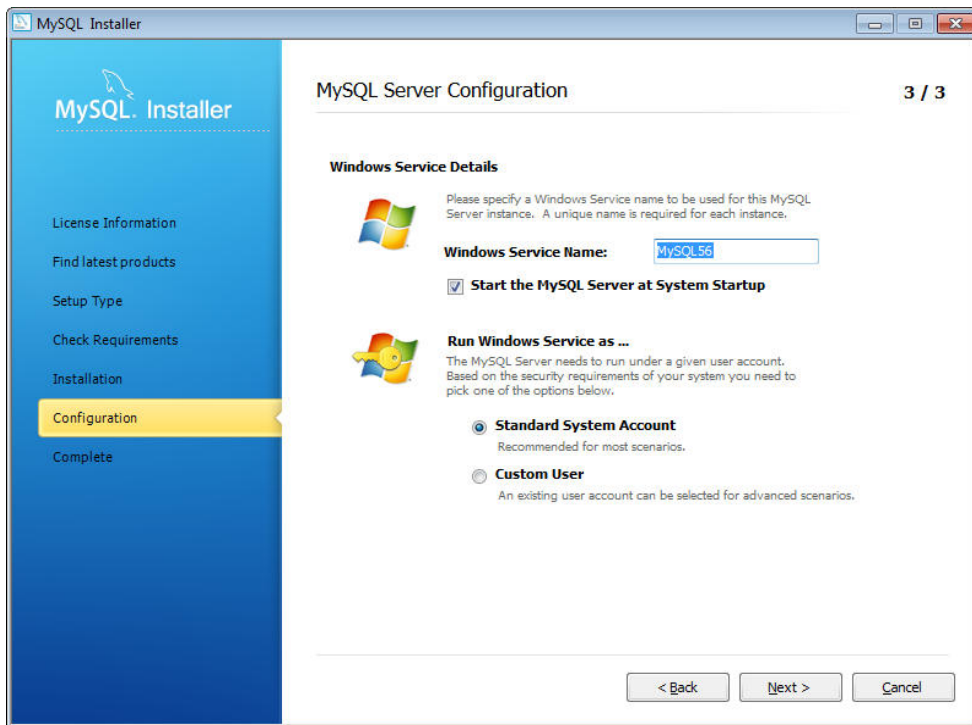 MySQL Installer
MySQL Installer
License Information
Find latest products
Setup Type
Check Requirements
Installation
Configuration
Complete
MySQL Server Configuration
3 / 3
Windows Service Details
Please specify a Windows Service name to be used for this MySQL
Server instance. A unique name is required for each instance.
Windows Service Name: MySQL56
Start the MySQL Server at System Startup
Run Windows Service as ...
The MySQL Server needs to run under a given user account.
Based on the security requirements of your system you need to
pick one of the options below.
Standard System Account
Recommended for most scenarios.
Custom User
An existing user account can be selected for advanced scenarios.
< Back
Next >
Cancel